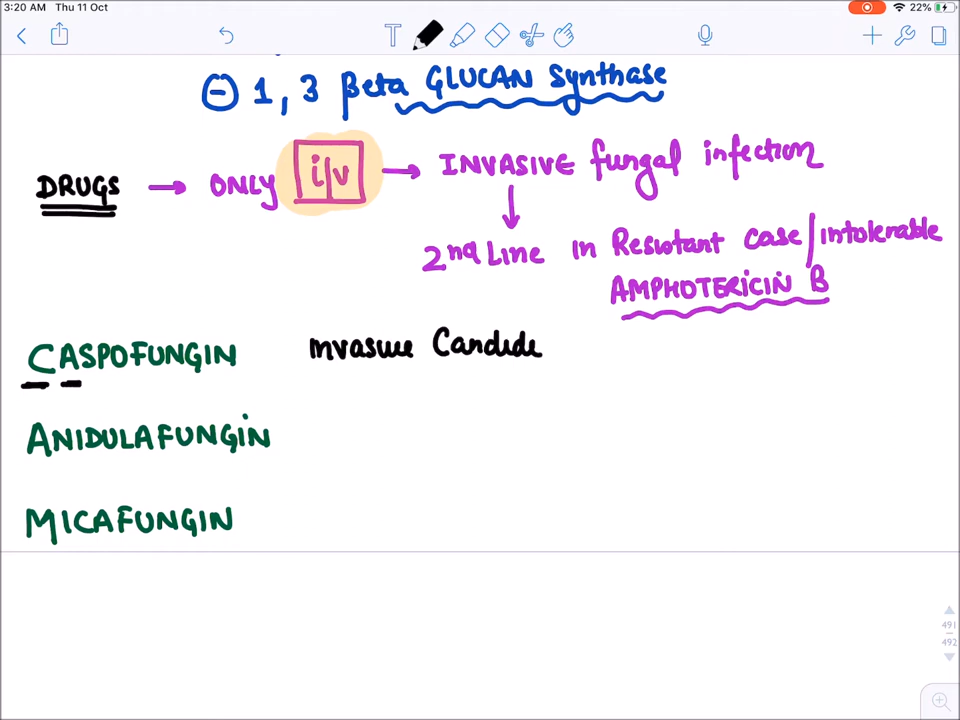 3:20 AM Thu 11 Oct 22%
⊖ 1, 3 Beta GLUCAN Synthase
DRUGS → ONLY i/v → INVASIVE fungal infection
2nd Line in Resistant case/intolerable
AMPHOTERICIN B
CASPOFUNGIN Invasive Candide
ANIDULAFUNGIN
MICAFUNGIN
491
492